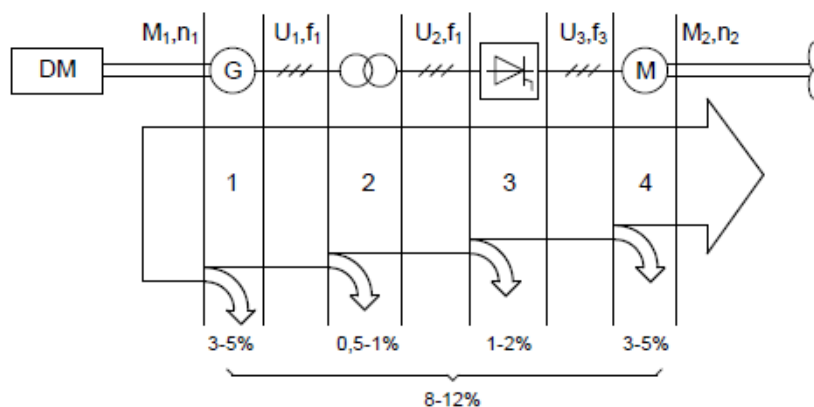 M₁,n₁ U₁,f₁ U₂,f₁ U₃,f₃ M₂,n₂
DM G M
1 2 3 4
3-5% 0,5-1% 1-2% 3-5%
8-12%